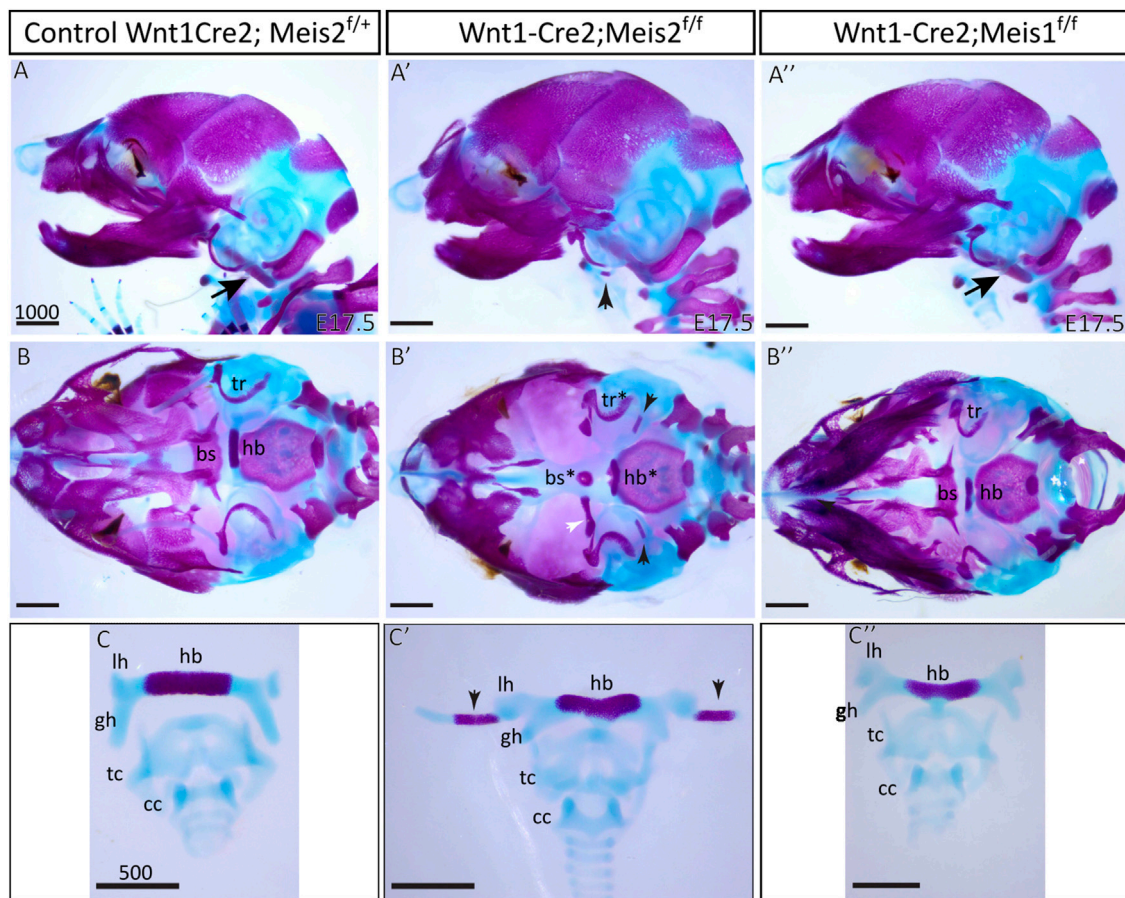 Control Wnt1Cre2; Meis2f/+
Wnt1-Cre2;Meis2f/f
Wnt1-Cre2;Meis1f/f
A
1000
E17.5
A'
E17.5
A''
E17.5
B
tr
bs
hb
B'
tr*
bs*
hb*
B''
tr
bs
hb
C
hb
lh
gh
tc
cc
500
C'
hb
lh
gh
tc
cc
C''
hb
lh
gh
tc
cc